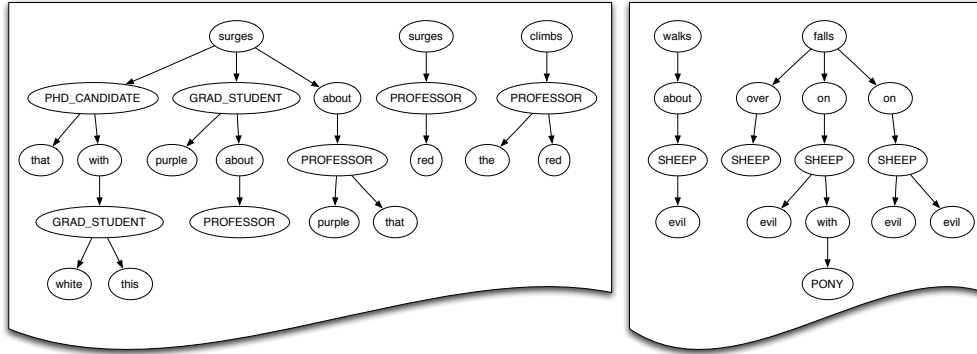 surges surges climbs walks falls
PHD_CANDIDATE GRAD_STUDENT about PROFESSOR PROFESSOR about over on on
that with purple about PROFESSOR red the red SHEEP SHEEP SHEEP SHEEP
GRAD_STUDENT PROFESSOR purple that evil evil with evil evil
white this PONY